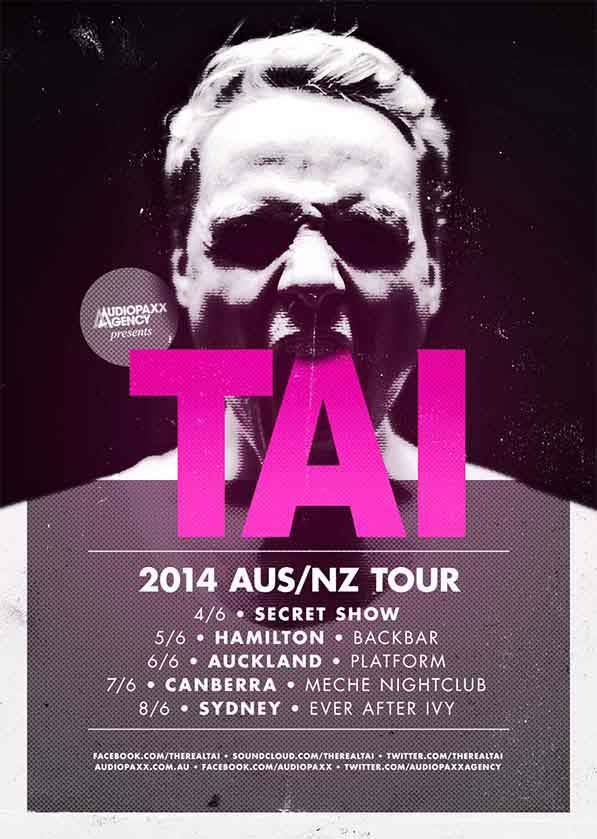 AUDIOPAXX
AGENCY
presents
TAI
2014 AUS/NZ TOUR
4/6 • SECRET SHOW
5/6 • HAMILTON • BACKBAR
6/6 • AUCKLAND • PLATFORM
7/6 • CANBERRA • MECHE NIGHTCLUB
8/6 • SYDNEY • EVER AFTER IVY
FACEBOOK.COM/THEREALTAI • SOUNDCLOUD.COM/THEREALTAI • TWITTER.COM/THEREALTAI
AUDIOPAXX.COM.AU • FACEBOOK.COM/AUDIOPAXX • TWITTER.COM/AUDIOPAXXAGENCY